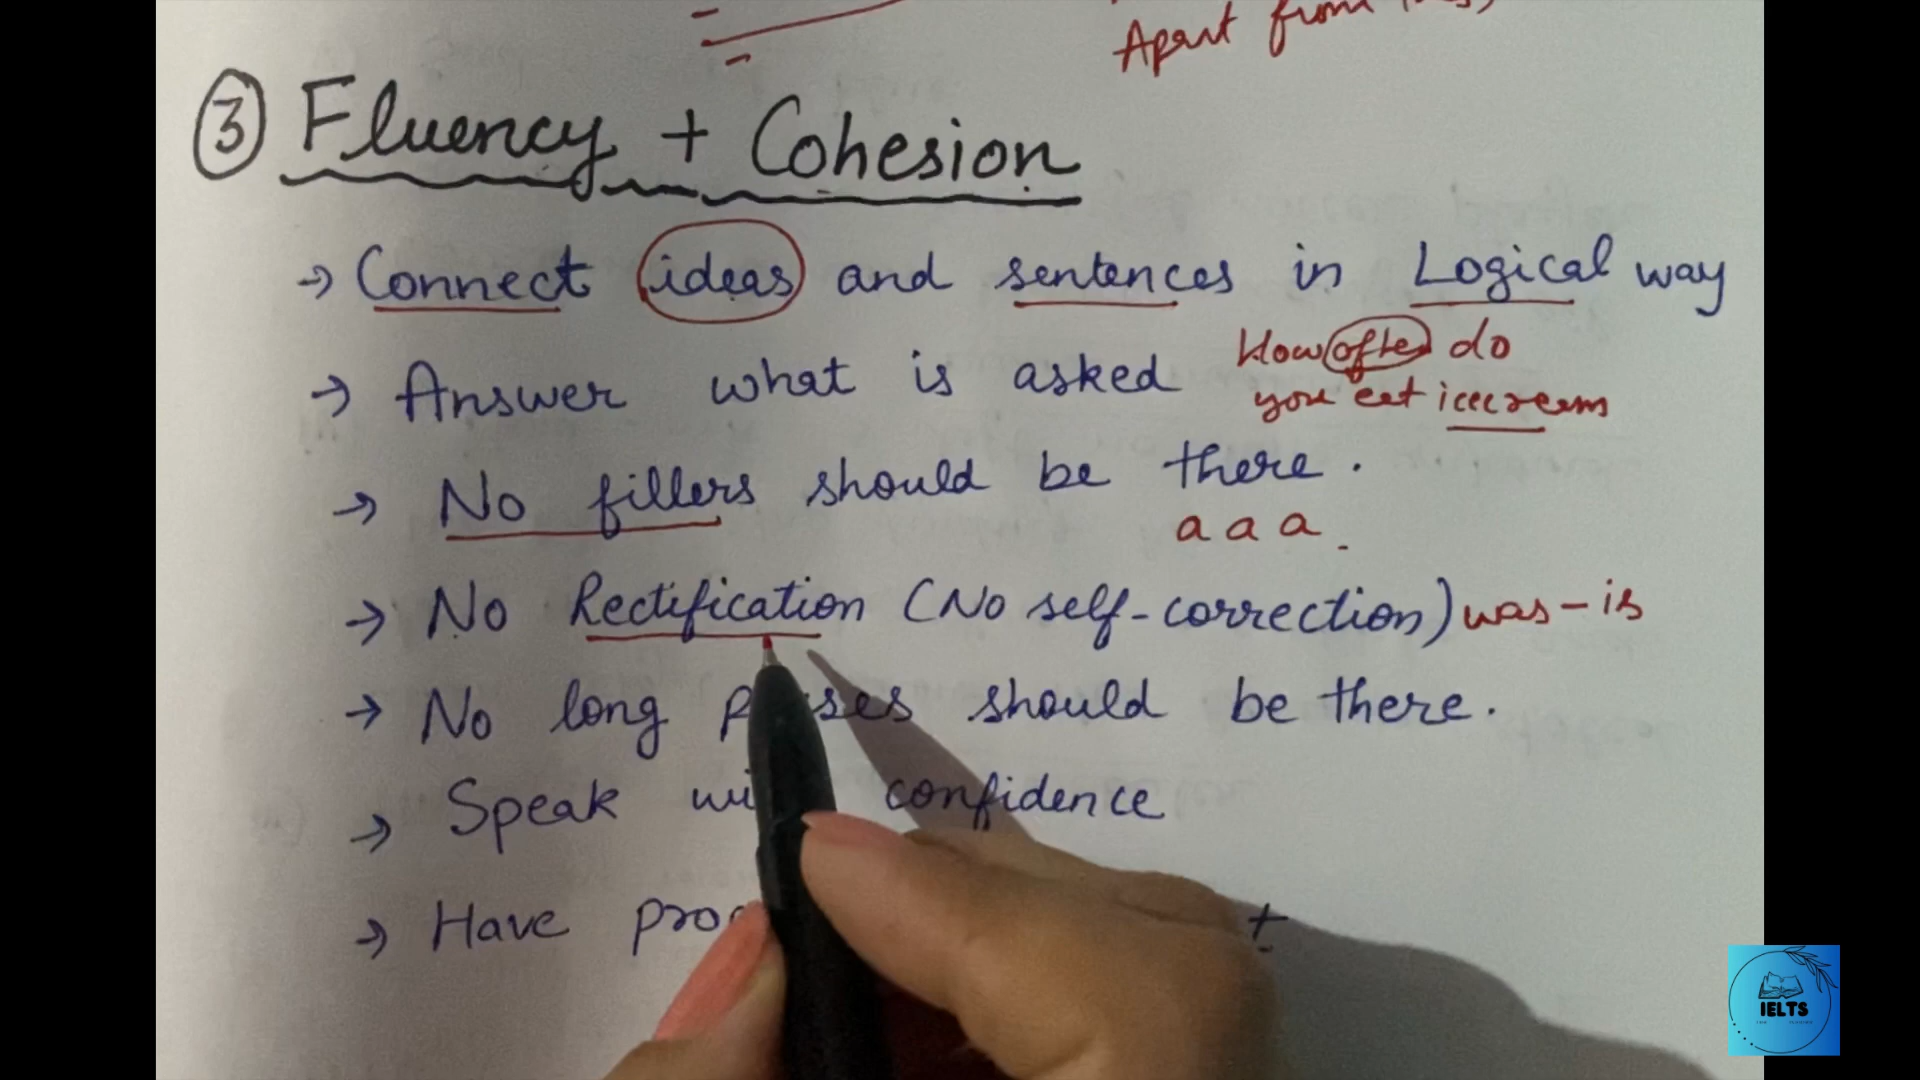 Apart from
③ Fluency + Cohesion
→ Connect ideas and sentences in Logical way
→ Answer what is asked
How often do
you eat icecream
→ No fillers should be there.
a a a
→ No Rectification (No self-correction) was - is
→ No long should be there.
→ Speak confidence
→ Have
IELTS